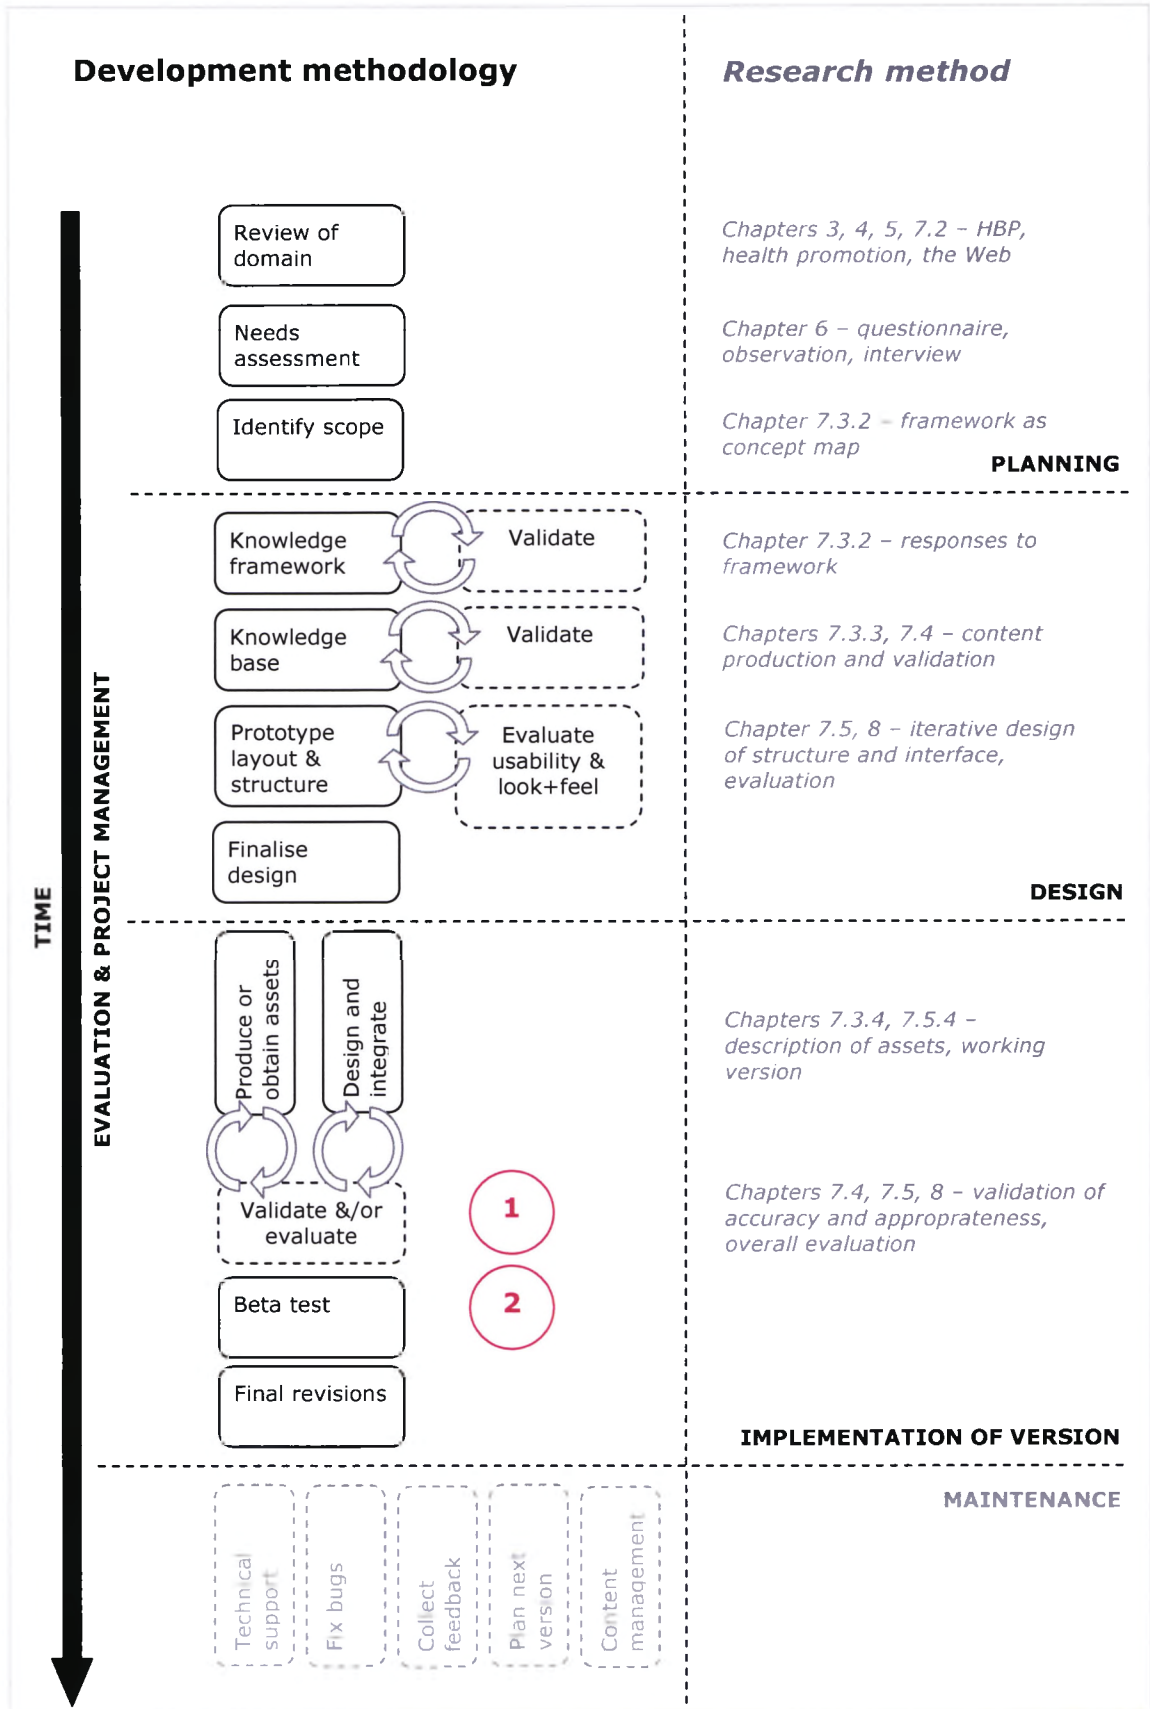 Development methodology
Research method
Review of
domain
Chapters 3, 4, 5, 7.2 – HBP,
health promotion, the Web
Needs
assessment
Chapter 6 – questionnaire,
observation, interview
Identify scope
Chapter 7.3.2 – framework as
concept map
PLANNING
Knowledge
framework
Validate
Chapter 7.3.2 – responses to
framework
Knowledge
base
Validate
Chapters 7.3.3, 7.4 – content
production and validation
Prototype
layout &
structure
Evaluate
usability &
look+feel
Chapter 7.5, 8 – iterative design
of structure and interface,
evaluation
Finalise
design
DESIGN
TIME
EVALUATION & PROJECT MANAGEMENT
Produce or
obtain assets
Design and
integrate
Chapters 7.3.4, 7.5.4 –
description of assets, working
version
Validate &/or
evaluate
1
Chapters 7.4, 7.5, 8 – validation of
accuracy and approprateness,
overall evaluation
Beta test
2
Final revisions
IMPLEMENTATION OF VERSION
MAINTENANCE
Technical
support
Fix bugs
Collect
feedback
Plan next
version
Content
management